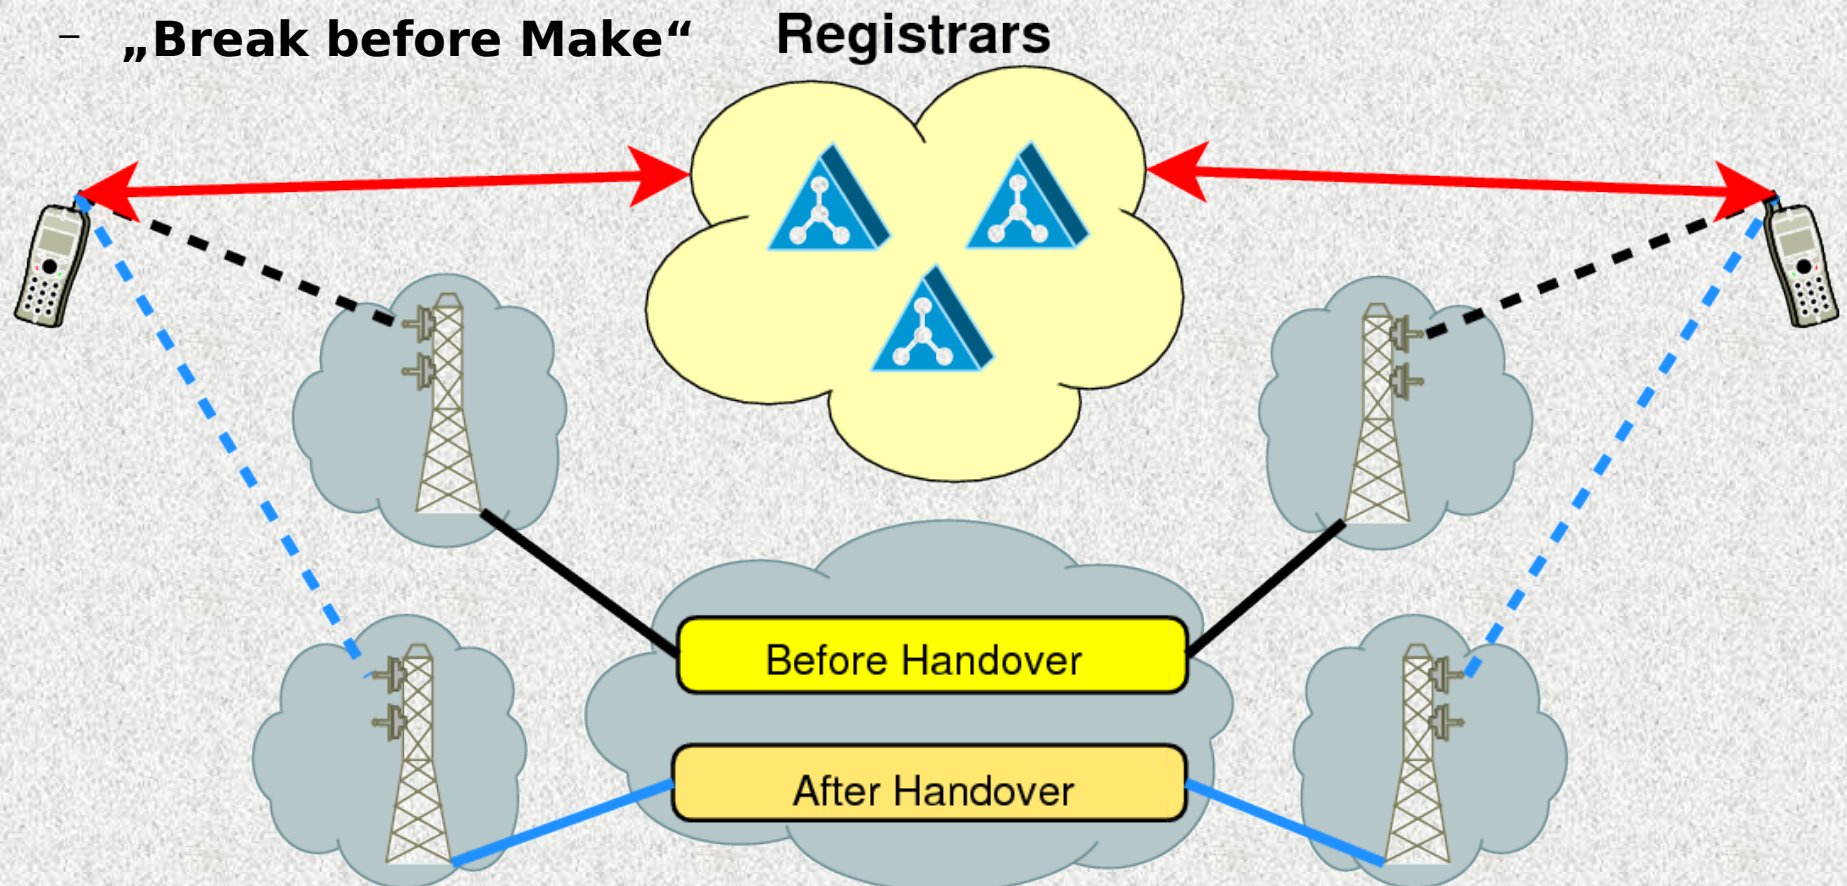 – „Break before Make“
Registrars
Before Handover
After Handover